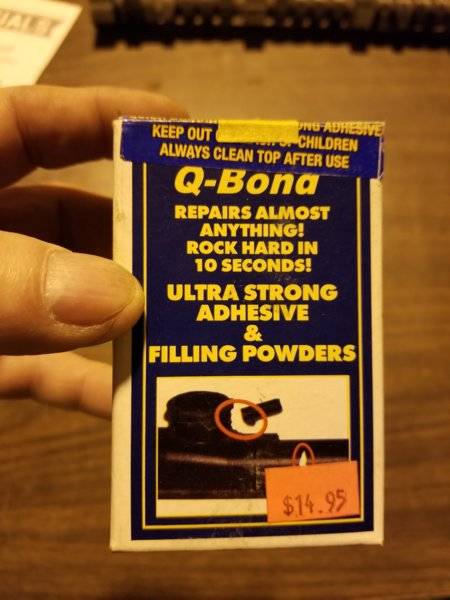 IALS
KEEP OUT CHILDREN
ALWAYS CLEAN TOP AFTER USE
Q-Bond
REPAIRS ALMOST
ANYTHING!
ROCK HARD IN
10 SECONDS!
ULTRA STRONG
ADHESIVE
&
FILLING POWDERS
$14.95